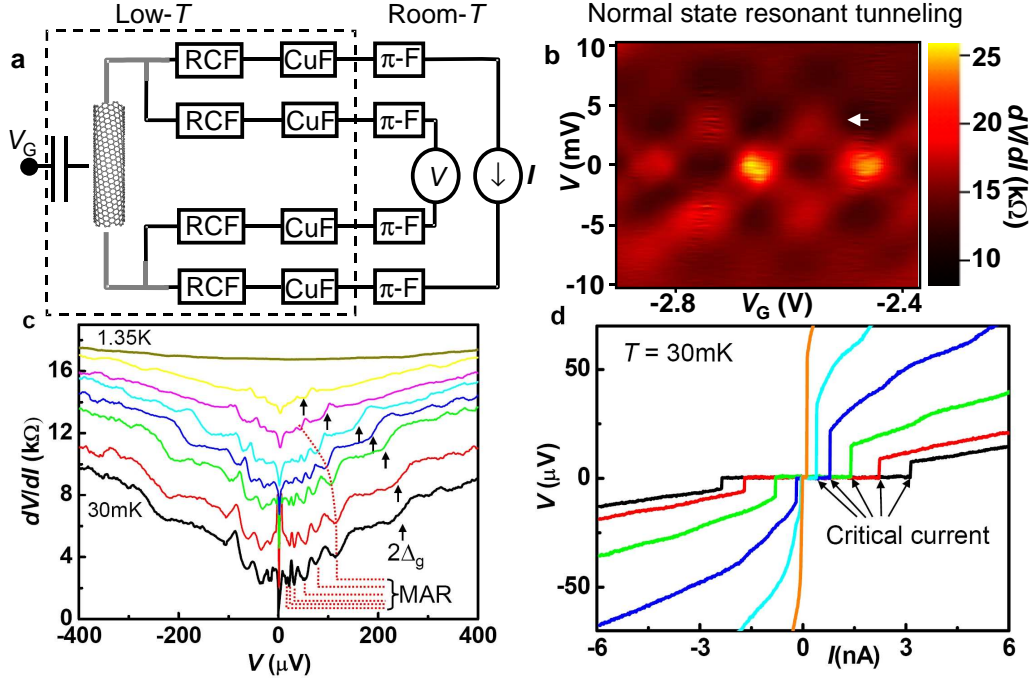 Low-T Room-T
a
RCF CuF π-F
RCF CuF π-F
V_G
V ↓ I
RCF CuF π-F
RCF CuF π-F
Normal state resonant tunneling
b
10
5
0
-5
-10
V (mV)
-2.8 V_G (V) -2.4
25
20
15
10
dV/dI (kΩ)
c
1.35K
16
12
8
4
0
dV/dI (kΩ)
30mK
2Δ_g
MAR
-400 -200 0 200 400
V (μV)
d
T = 30mK
50
0
-50
V (μV)
Critical current
-6 -3 0 3 6
I(nA)